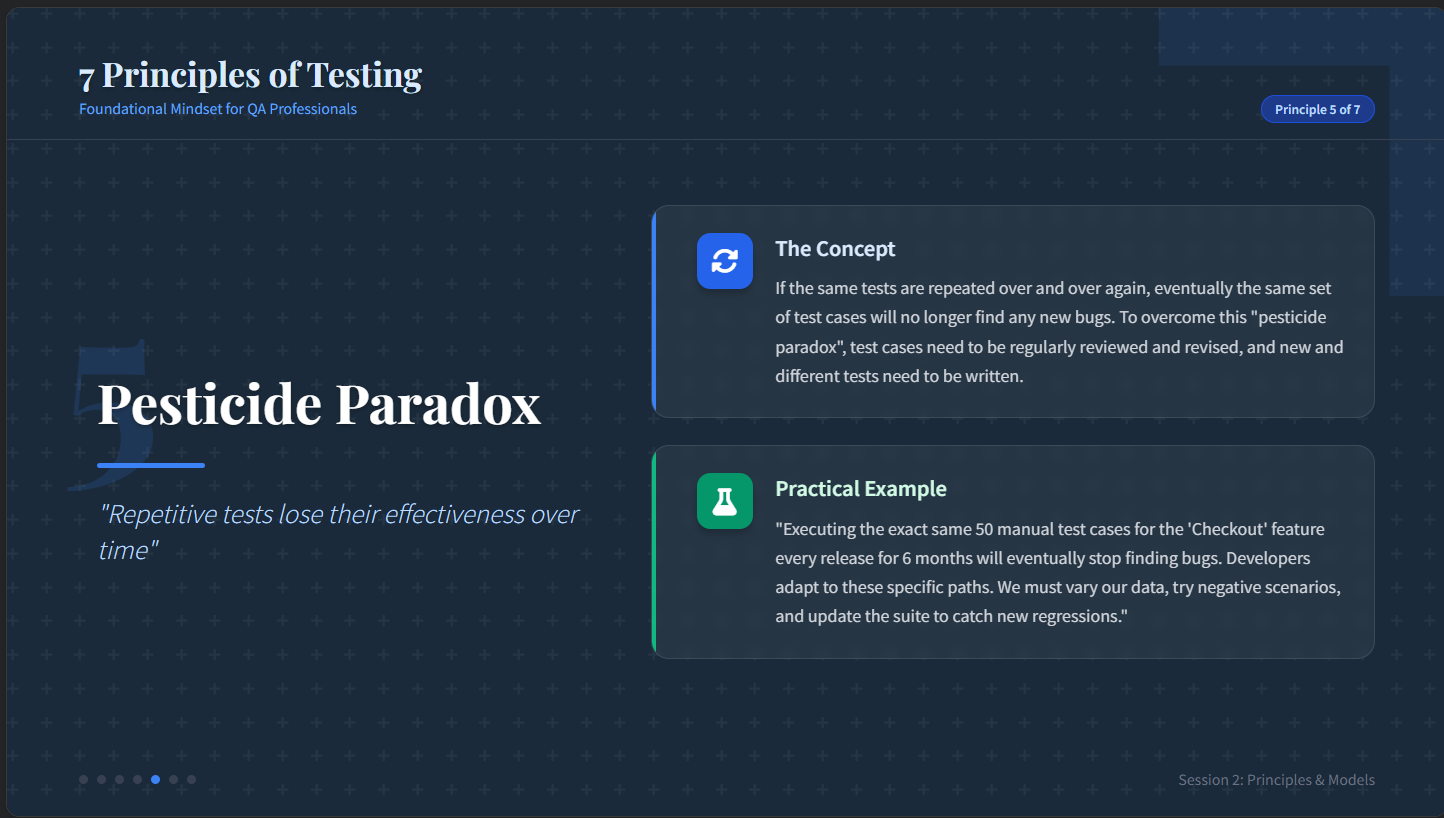 7 Principles of Testing
Foundational Mindset for QA Professionals
Principle 5 of 7
5
Pesticide Paradox
"Repetitive tests lose their effectiveness over
time"
The Concept
If the same tests are repeated over and over again, eventually the same set
of test cases will no longer find any new bugs. To overcome this "pesticide
paradox", test cases need to be regularly reviewed and revised, and new and
different tests need to be written.
Practical Example
"Executing the exact same 50 manual test cases for the 'Checkout' feature
every release for 6 months will eventually stop finding bugs. Developers
adapt to these specific paths. We must vary our data, try negative scenarios,
and update the suite to catch new regressions."
Session 2: Principles & Models